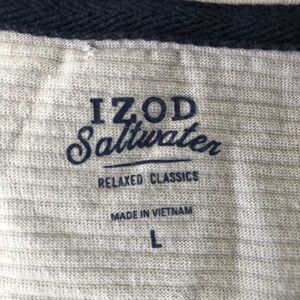 IZOD
Saltwater
RELAXED CLASSICS
MADE IN VIETNAM
L